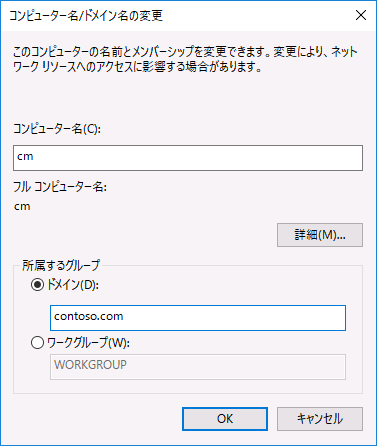 コンピューター名/ドメイン名の変更
このコンピューターの名前とメンバーシップを変更できます。変更により、ネット
ワーク リソースへのアクセスに影響する場合があります。
コンピューター名(C):
cm
フル コンピューター名:
cm
詳細(M)...
所属するグループ
ドメイン(D):
contoso.com
ワークグループ(W):
WORKGROUP
OK キャンセル